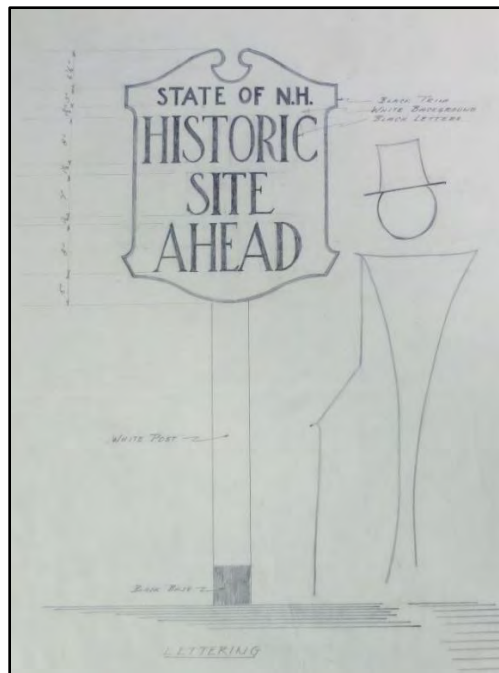 STATE OF N.H.
HISTORIC
SITE
AHEAD
BLACK TRIM
WHITE BACKGROUND
BLACK LETTERS
WHITE POST
BLACK BASE
LETTERING